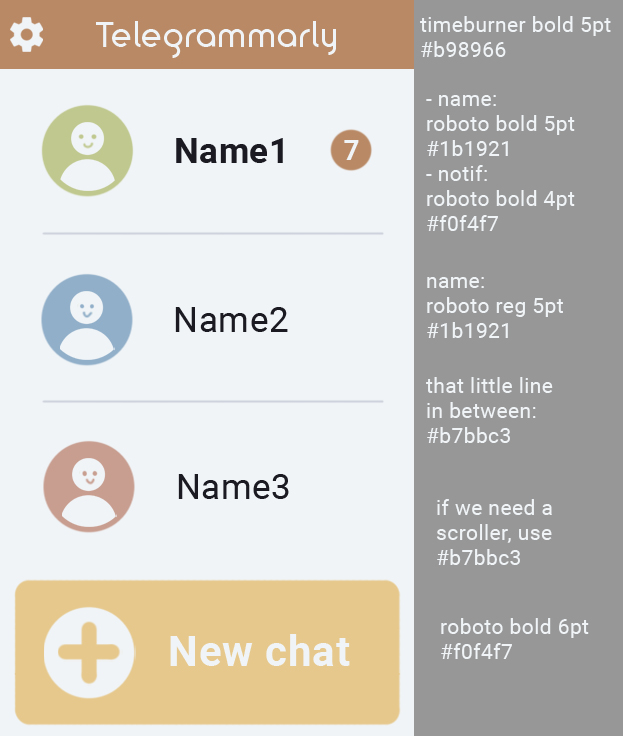 Telegrammarly
timeburner bold 5pt
#b98966
Name1
7
- name:
roboto bold 5pt
#1b1921
- notif:
roboto bold 4pt
#f0f4f7
Name2
name:
roboto reg 5pt
#1b1921
that little line
in between:
#b7bbc3
Name3
if we need a
scroller, use
#b7bbc3
New chat
roboto bold 6pt
#f0f4f7